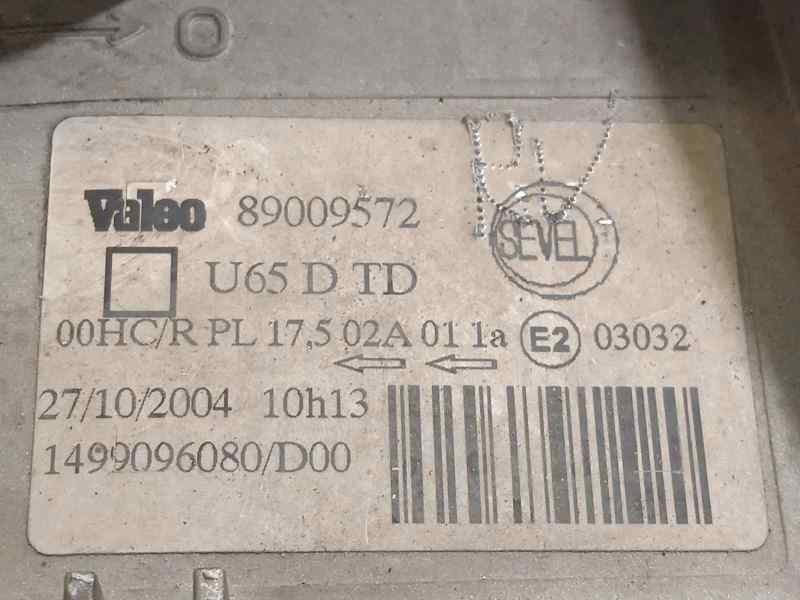 Valeo 89009572
SEVEL
U65 D TD
00HC/R PL 17,5 02A 01 1a E2 03032
27/10/2004 10h13
1499096080/D00